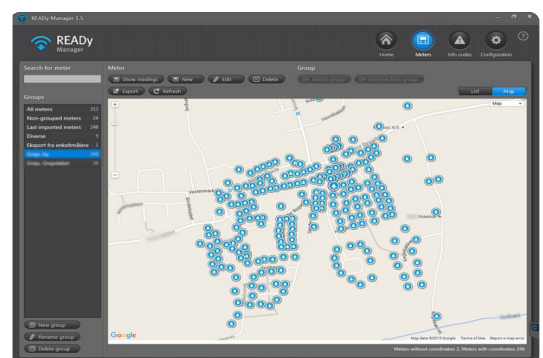 READy Manager 1.5
READy
Manager
Home
Meters
Info codes
Configuration
Search for meter
Meter
Group
Show readings
New
Edit
Delete
Add to group
Remove from group
Export
Refresh
List
Map
Groups
All meters 311
Non-grouped meters 24
Last imported meters 248
Diverse 5
Eksport fra enkeltmålere 1
Map
Vestermark
Google
Map data ©2015 Google
Terms of Use
Report a map error
New group
Rename group
Delete group
Meters without coordinates 2, Meters with coordinates 246